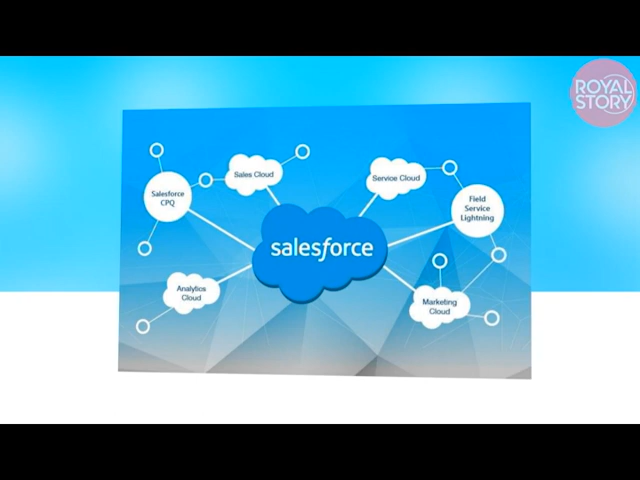 ROYAL
STORY
Sales Cloud
Service Cloud
Salesforce
CPQ
Field
Service
Lightning
salesforce
Analytics
Cloud
Marketing
Cloud